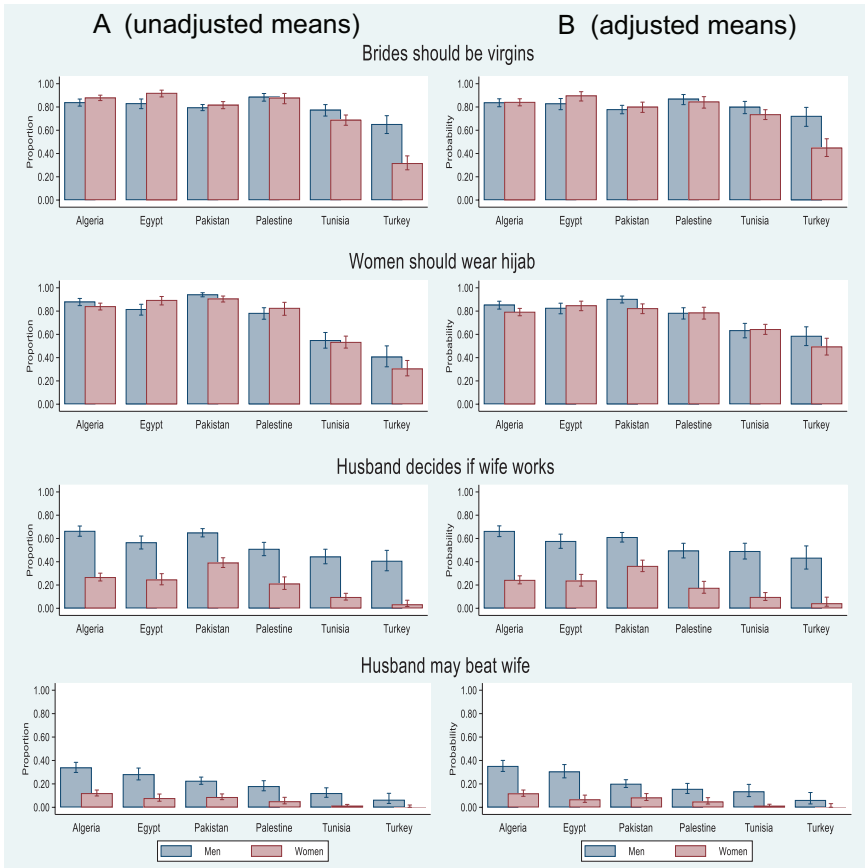 A (unadjusted means) B (adjusted means)
Brides should be virgins
Proportion
1.00
0.80
0.60
0.40
0.20
0.00
Algeria Egypt Pakistan Palestine Tunisia Turkey
Probability
1.00
0.80
0.60
0.40
0.20
0.00
Algeria Egypt Pakistan Palestine Tunisia Turkey
Women should wear hijab
Proportion
1.00
0.80
0.60
0.40
0.20
0.00
Algeria Egypt Pakistan Palestine Tunisia Turkey
Probability
1.00
0.80
0.60
0.40
0.20
0.00
Algeria Egypt Pakistan Palestine Tunisia Turkey
Husband decides if wife works
Proportion
1.00
0.80
0.60
0.40
0.20
0.00
Algeria Egypt Pakistan Palestine Tunisia Turkey
Probability
1.00
0.80
0.60
0.40
0.20
0.00
Algeria Egypt Pakistan Palestine Tunisia Turkey
Husband may beat wife
Proportion
1.00
0.80
0.60
0.40
0.20
0.00
Algeria Egypt Pakistan Palestine Tunisia Turkey
Men Women
Probability
1.00
0.80
0.60
0.40
0.20
0.00
Algeria Egypt Pakistan Palestine Tunisia Turkey
Men Women